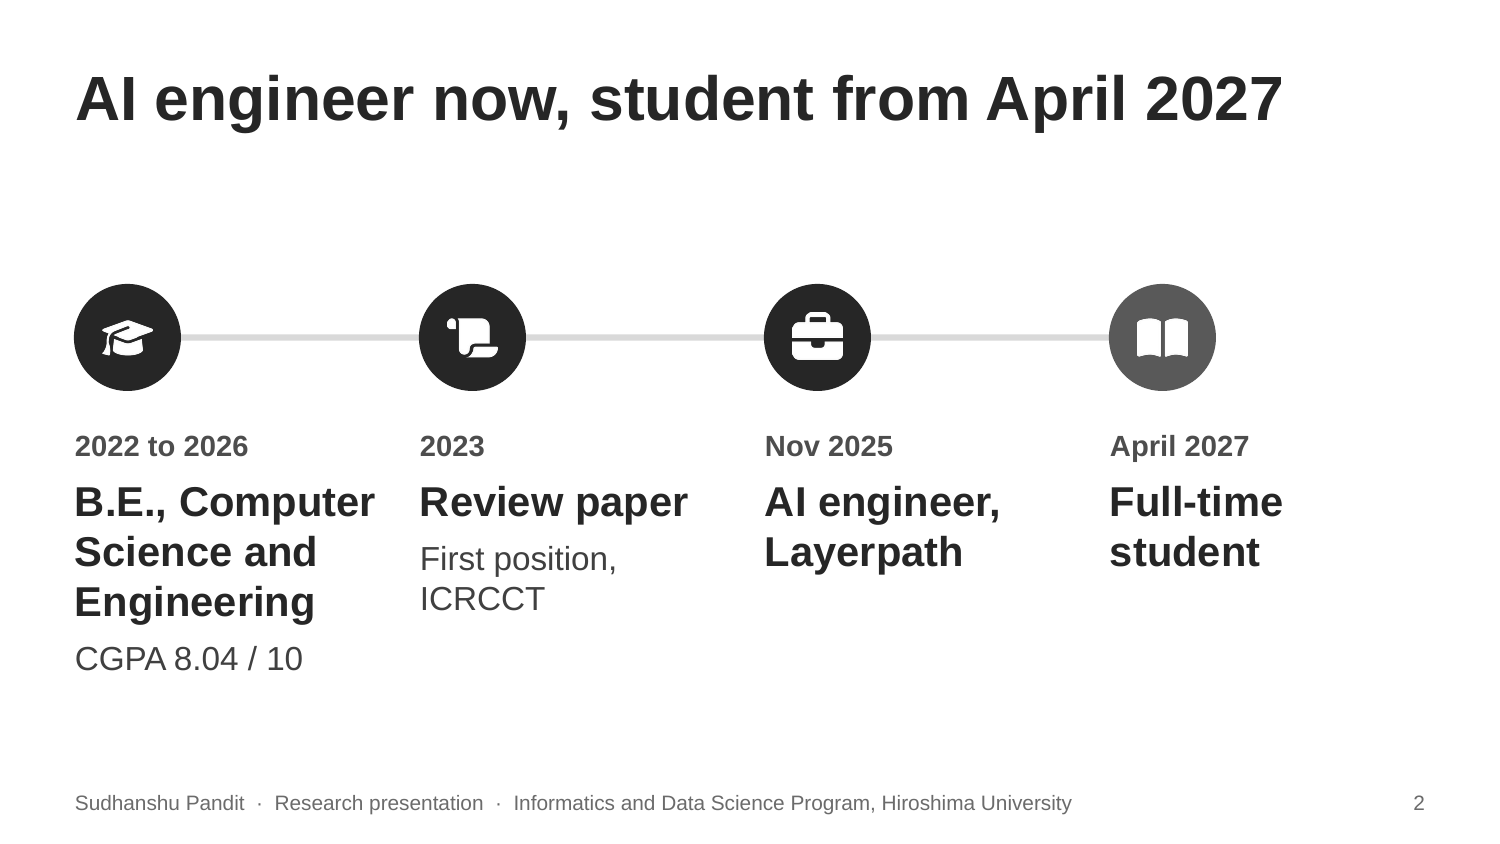 AI engineer now, student from April 2027
2022 to 2026
B.E., Computer
Science and
Engineering
CGPA 8.04 / 10
2023
Review paper
First position,
ICRCCT
Nov 2025
AI engineer,
Layerpath
April 2027
Full-time
student
Sudhanshu Pandit · Research presentation · Informatics and Data Science Program, Hiroshima University
2